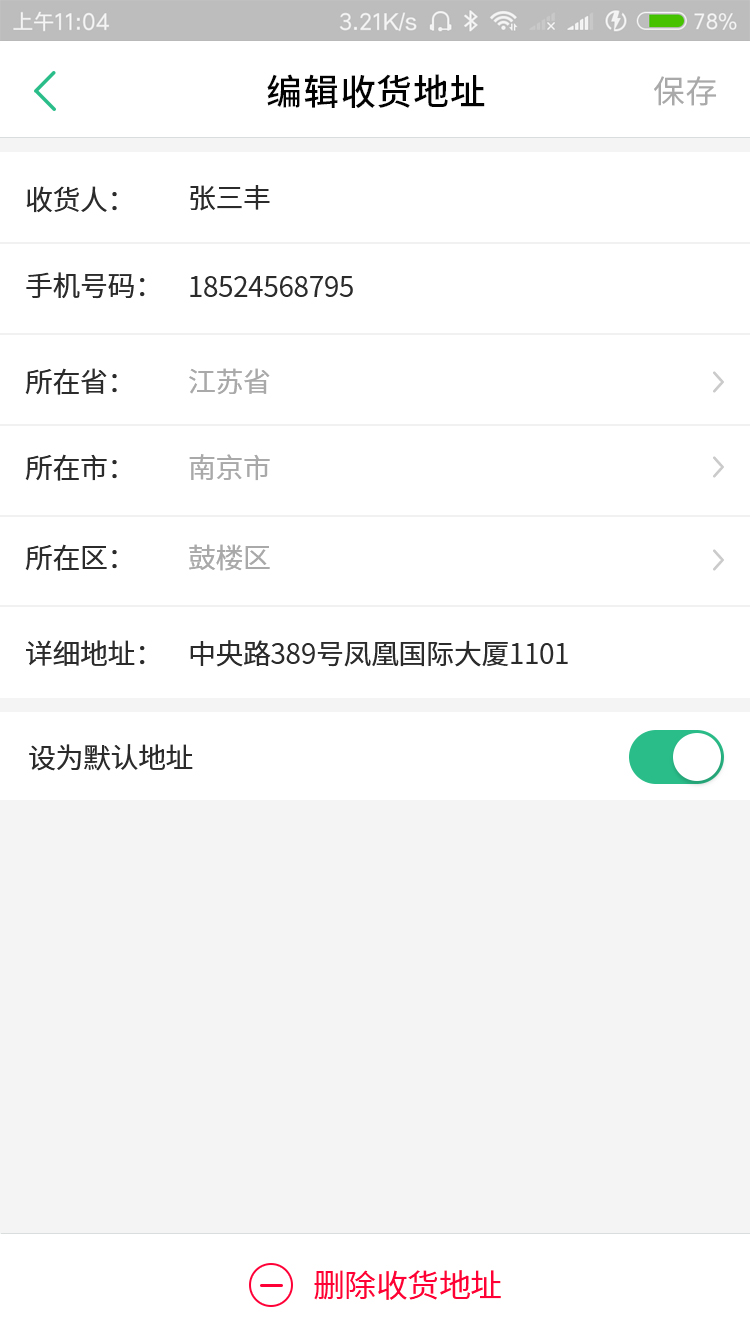 上午11:04 3.21K/s 78%
编辑收货地址 保存
收货人： 张三丰
手机号码： 18524568795
所在省： 江苏省
所在市： 南京市
所在区： 鼓楼区
详细地址： 中央路389号凤凰国际大厦1101
设为默认地址
删除收货地址